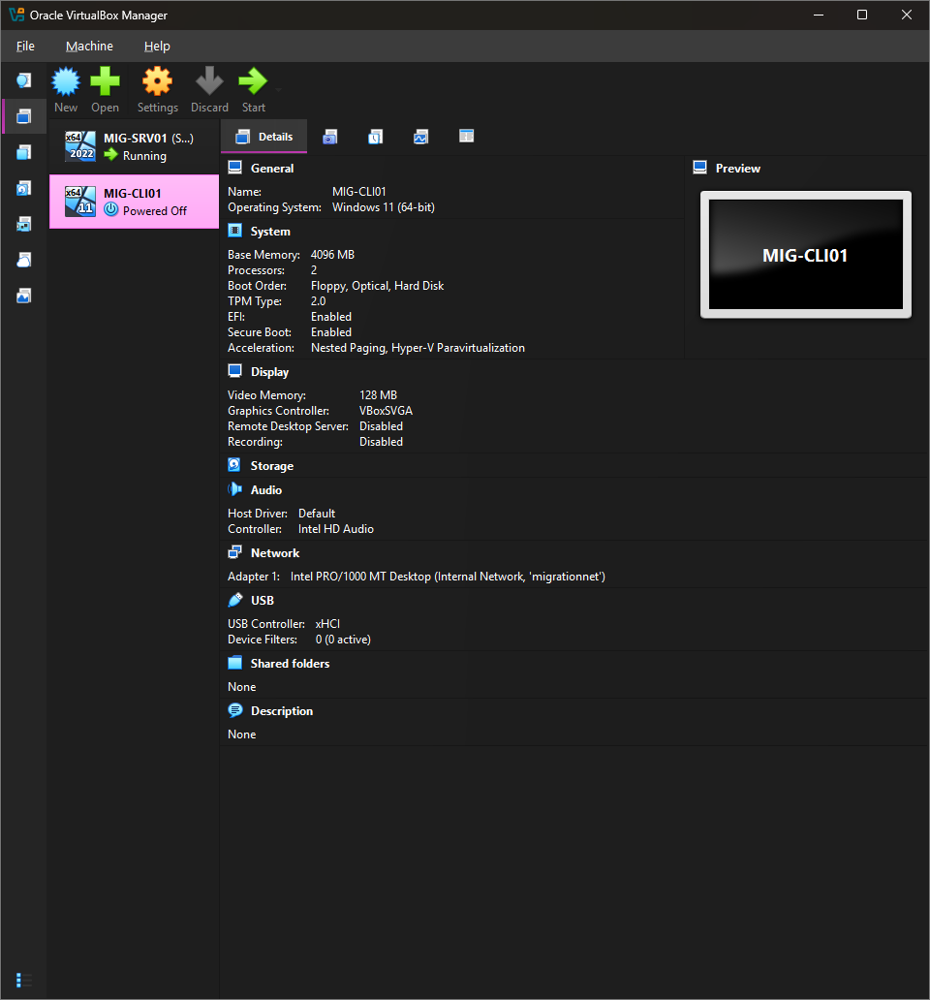 Oracle VirtualBox Manager
File Machine Help
New Open Settings Discard Start
x64 2022 MIG-SRV01 (S...)
Running
x64 11 MIG-CLI01
Powered Off
Details
General
Name: MIG-CLI01
Operating System: Windows 11 (64-bit)
Preview
MIG-CLI01
System
Base Memory: 4096 MB
Processors: 2
Boot Order: Floppy, Optical, Hard Disk
TPM Type: 2.0
EFI: Enabled
Secure Boot: Enabled
Acceleration: Nested Paging, Hyper-V Paravirtualization
Display
Video Memory: 128 MB
Graphics Controller: VBoxSVGA
Remote Desktop Server: Disabled
Recording: Disabled
Storage
Audio
Host Driver: Default
Controller: Intel HD Audio
Network
Adapter 1: Intel PRO/1000 MT Desktop (Internal Network, 'migrationnet')
USB
USB Controller: xHCI
Device Filters: 0 (0 active)
Shared folders
None
Description
None